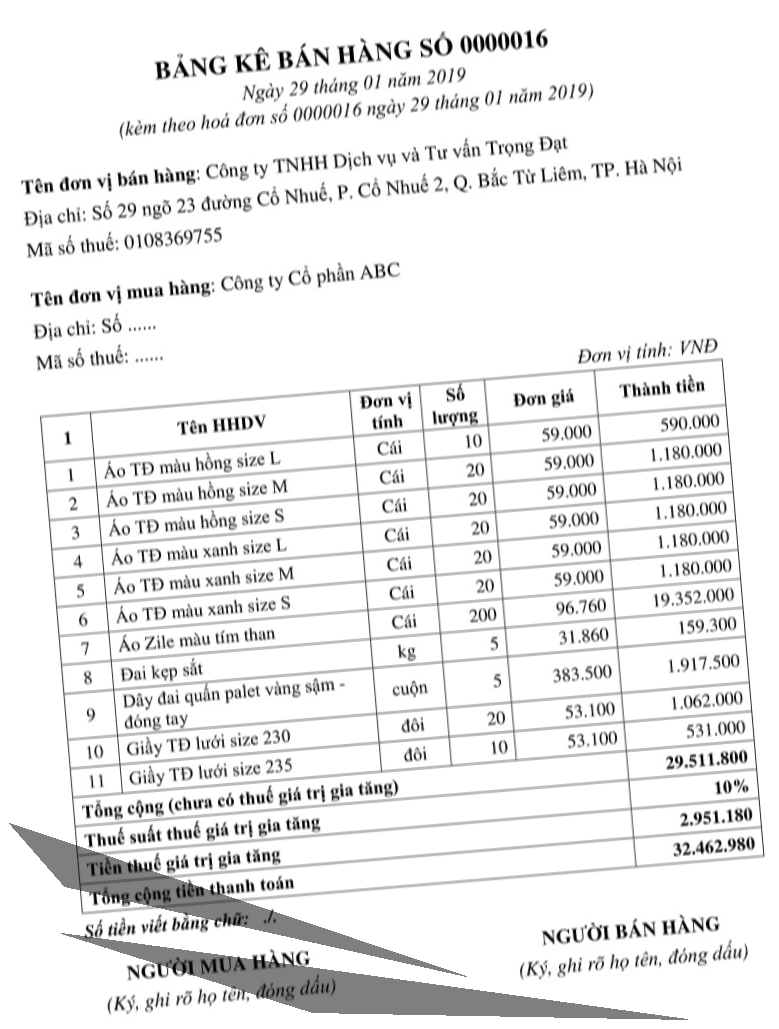 BẢNG KÊ BÁN HÀNG SỐ 0000016
Ngày 29 tháng 01 năm 2019
(kèm theo hoá đơn số 0000016 ngày 29 tháng 01 năm 2019)
Tên đơn vị bán hàng: Công ty TNHH Dịch vụ và Tư vấn Trọng Đạt
Địa chỉ: Số 29 ngõ 23 đường Cổ Nhuế, P. Cổ Nhuế 2, Q. Bắc Từ Liêm, TP. Hà Nội
Mã số thuế: 0108369755
Tên đơn vị mua hàng: Công ty Cổ phần ABC
Địa chỉ: Số ......
Mã số thuế: ......
Đơn vị tính: VNĐ
1 Tên HHDV Đơn vị tính Số lượng Đơn giá Thành tiền
1 Áo TĐ màu hồng size L Cái 10 59.000 590.000
2 Áo TĐ màu hồng size M Cái 20 59.000 1.180.000
3 Áo TĐ màu hồng size S Cái 20 59.000 1.180.000
4 Áo TĐ màu xanh size L Cái 20 59.000 1.180.000
5 Áo TĐ màu xanh size M Cái 20 59.000 1.180.000
6 Áo TĐ màu xanh size S Cái 20 59.000 1.180.000
7 Áo Zile màu tím than Cái 200 96.760 19.352.000
8 Đai kẹp sắt kg 5 31.860 159.300
9 Dây đai quấn palet vàng sậm - đóng tay cuộn 5 383.500 1.917.500
10 Giầy TĐ lưới size 230 đôi 20 53.100 1.062.000
11 Giầy TĐ lưới size 235 đôi 10 53.100 531.000
Tổng cộng (chưa có thuế giá trị gia tăng) 29.511.800
Thuế suất thuế giá trị gia tăng 10%
Tiền thuế giá trị gia tăng 2.951.180
Tổng cộng tiền thanh toán 32.462.980
Số tiền viết bằng chữ: ./.
NGƯỜI MUA HÀNG NGƯỜI BÁN HÀNG
(Ký, ghi rõ họ tên, đóng dấu) (Ký, ghi rõ họ tên, đóng dấu)